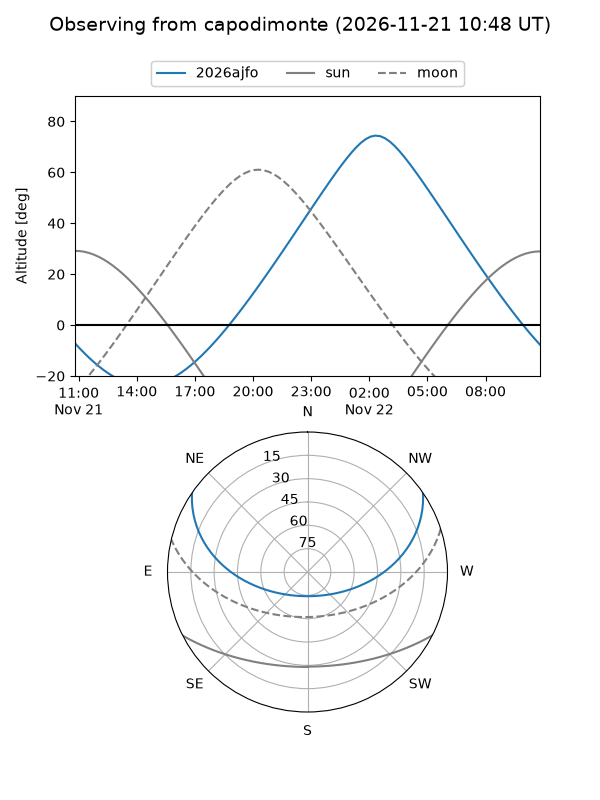 Observing from capodimonte (2026-11-21 10:48 UT)
2026ajfo sun moon
Altitude [deg]
80
60
40
20
0
−20
11:00 14:00 17:00 20:00 23:00 02:00 05:00 08:00
Nov 21 Nov 22
N
NE NW
15
30
45
60
75
E W
SE SW
S